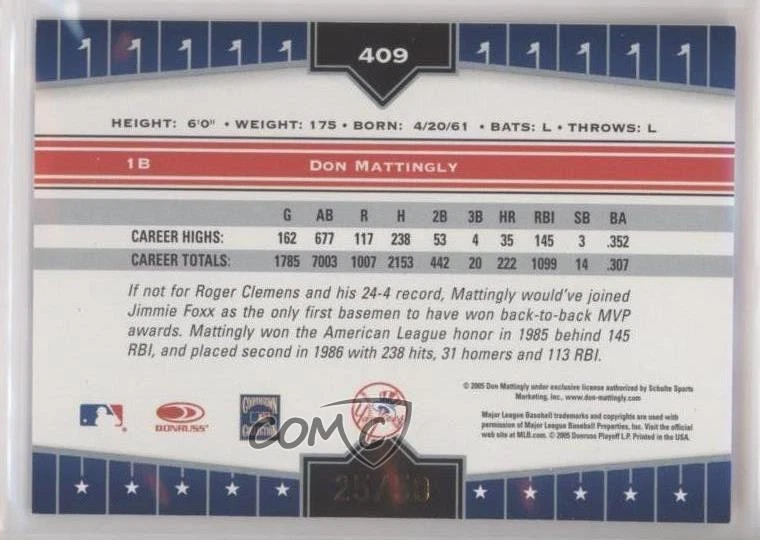 409
HEIGHT: 6'0" • WEIGHT: 175 • BORN: 4/20/61 • BATS: L • THROWS: L
1B DON MATTINGLY
G AB R H 2B 3B HR RBI SB BA
CAREER HIGHS: 162 677 117 238 53 4 35 145 3 .352
CAREER TOTALS: 1785 7003 1007 2153 442 20 222 1099 14 .307
If not for Roger Clemens and his 24-4 record, Mattingly would've joined
Jimmie Foxx as the only first basemen to have won back-to-back MVP
awards. Mattingly won the American League honor in 1985 behind 145
RBI, and placed second in 1986 with 238 hits, 31 homers and 113 RBI.
© 2005 Don Mattingly under exclusive license authorized by Schulte Sports
Marketing, Inc., www.don-mattingly.com
Major League Baseball trademarks and copyrights are used with
permission of Major League Baseball Properties, Inc. Visit the official
web site at MLB.com. © 2005 Donruss Playoff L.P. Printed in the USA.
DONRUSS
COOPERSTOWN
COLLECTION
COMC
25/50